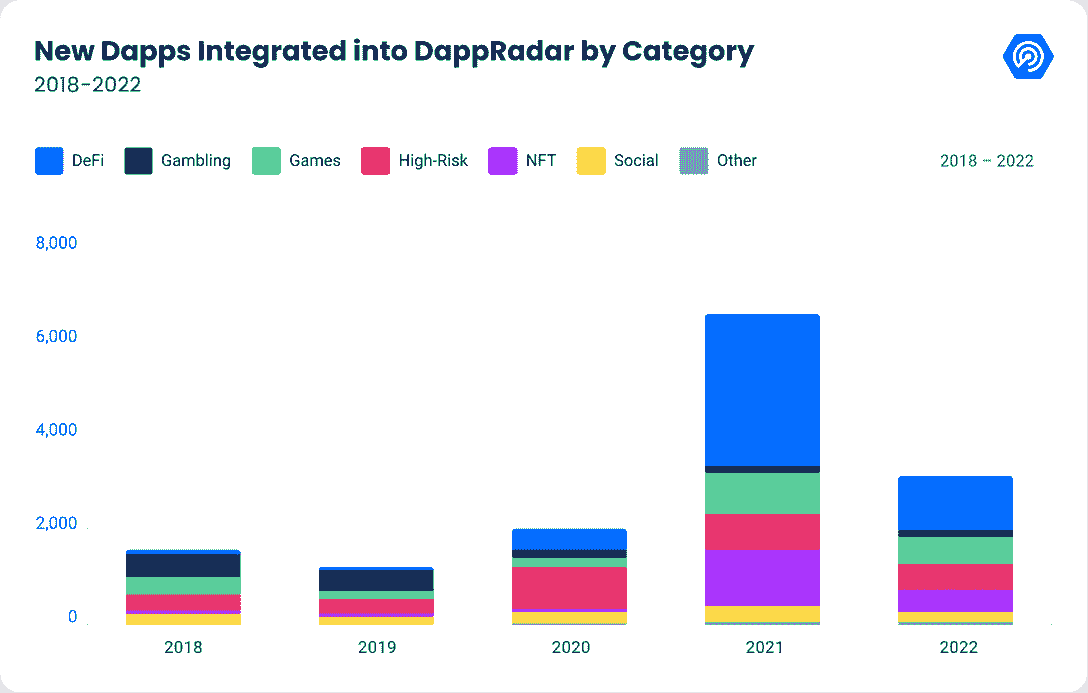 New Dapps Integrated into DappRadar by Category
2018-2022
DeFi Gambling Games High-Risk NFT Social Other 2018 – 2022
8,000
6,000
4,000
2,000
0
2018 2019 2020 2021 2022